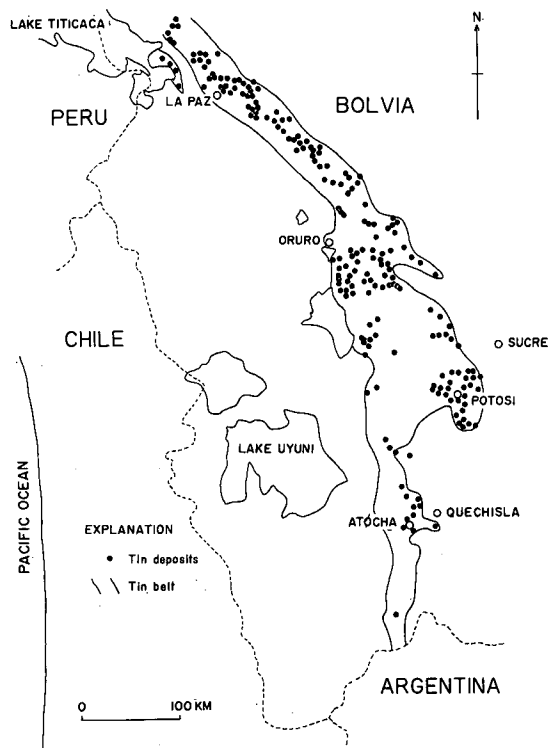 LAKE TITICACA
N.
PERU
LA PAZ
BOLVIA
ORURO
CHILE
SUCRE
POTOSI
LAKE UYUNI
PACIFIC OCEAN
QUECHISLA
ATOCHA
EXPLANATION
Tin deposits
Tin belt
ARGENTINA
0 100 KM